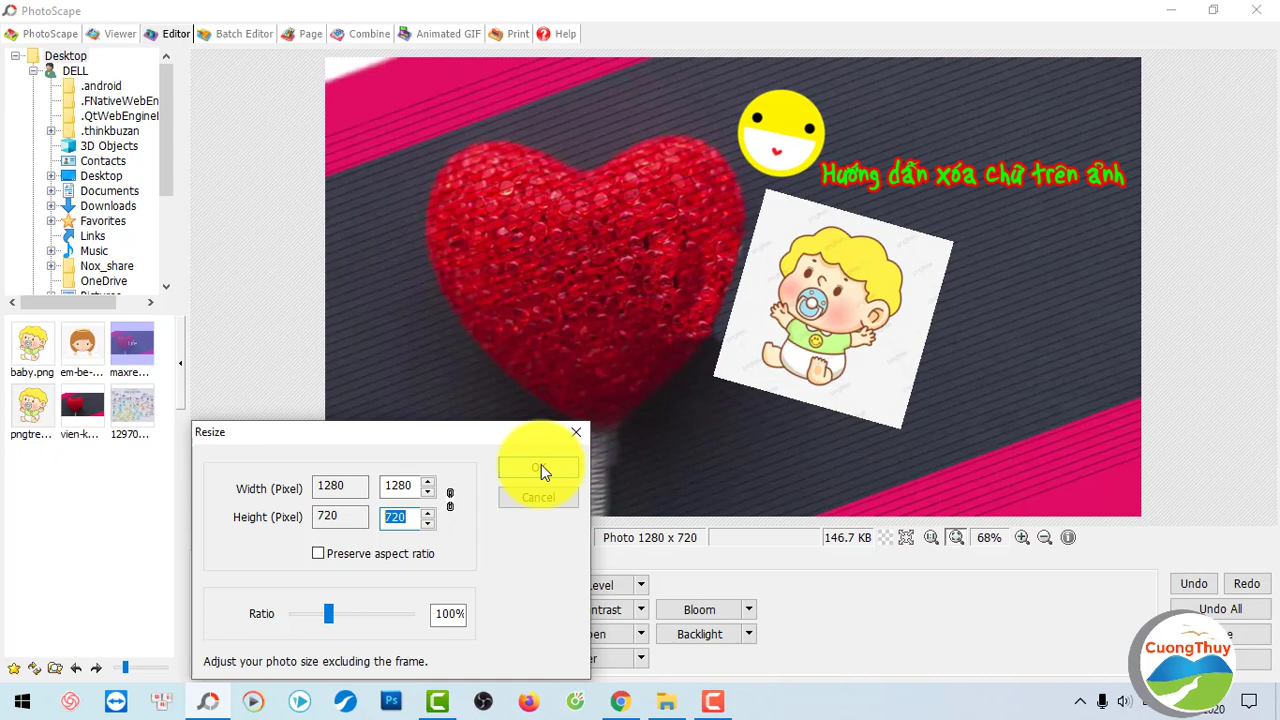 PhotoScape
PhotoScape
Viewer
Editor
Batch Editor
Page
Combine
Animated GIF
Print
Help
Desktop
DELL
.android
.FNativeWebEn
.QtWebEngineI
.thinkbuzan
3D Objects
Contacts
Desktop
Documents
Downloads
Favorites
Links
Music
Nox_share
OneDrive
Hướng dẫn xóa chữ trên ảnh
baby.png
em-be-...
maxre...
pngtre...
vien-k...
12970...
Resize
Width (Pixel)
1280
1280
Height (Pixel)
720
720
Preserve aspect ratio
Cancel
Ratio
100%
Adjust your photo size excluding the frame.
Photo 1280 x 720
146.7 KB
68%
Bloom
Backlight
Undo
Redo
Undo All
CuongThuy
Ps